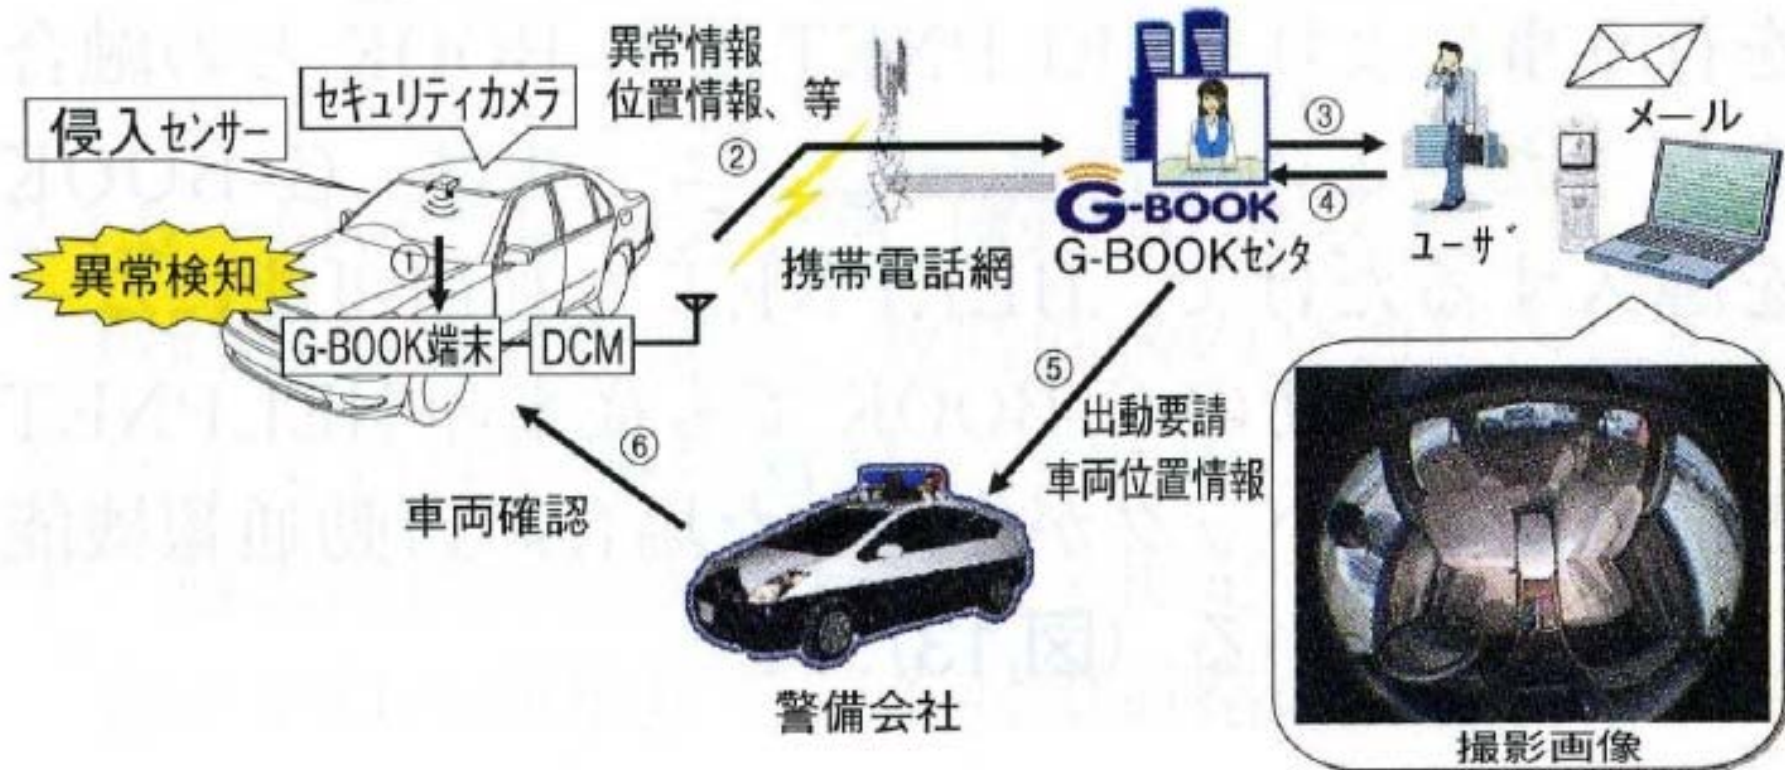 異常情報
位置情報、等
セキュリティカメラ
侵入センサー
②
③
④
メール
①
異常検知
G-BOOK
携帯電話網
G-BOOKセンタ
ユーザ
G-BOOK端末
DCM
⑤
出動要請
車両位置情報
⑥
車両確認
警備会社
撮影画像
(図.13)